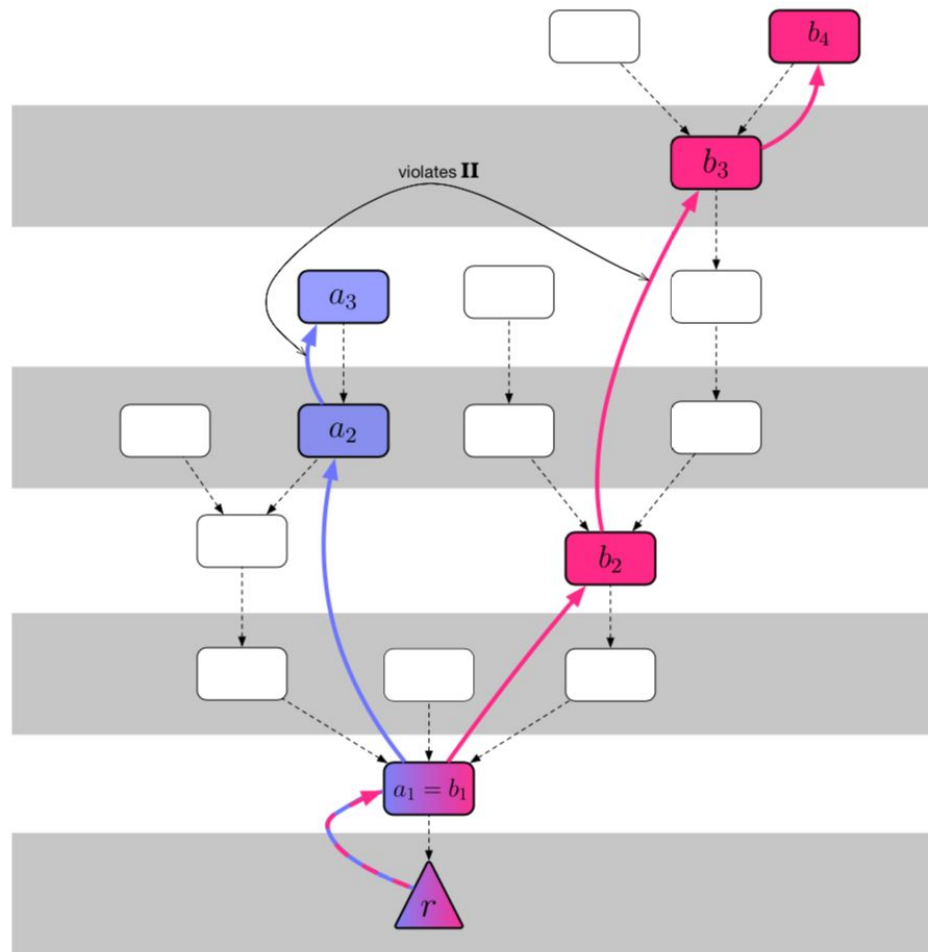 b₄
b₃
violates II
a₃
a₂
b₂
a₁ = b₁
r